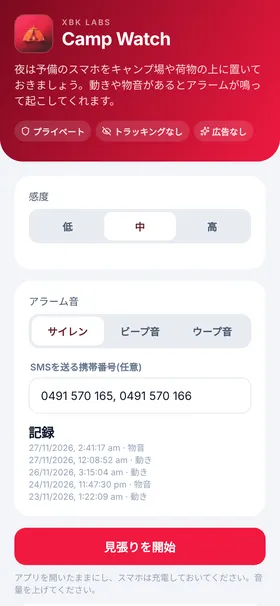 XBK LABS
Camp Watch
夜は予備のスマホをキャンプ場や荷物の上に置いて
おきましょう。動きや物音があるとアラームが鳴っ
て起こしてくれます。
プライベート
トラッキングなし
広告なし
感度
低
中
高
アラーム音
サイレン
ビープ音
ウープ音
SMSを送る携帯番号(任意)
0491 570 165, 0491 570 166
記録
27/11/2026, 2:41:17 am · 物音
27/11/2026, 12:08:52 am · 動き
26/11/2026, 3:15:04 am · 動き
24/11/2026, 11:47:30 pm · 物音
23/11/2026, 1:22:09 am · 動き
見張りを開始
アプリを開いたままにし、スマホは充電しておいてください。音
量を上げてください。